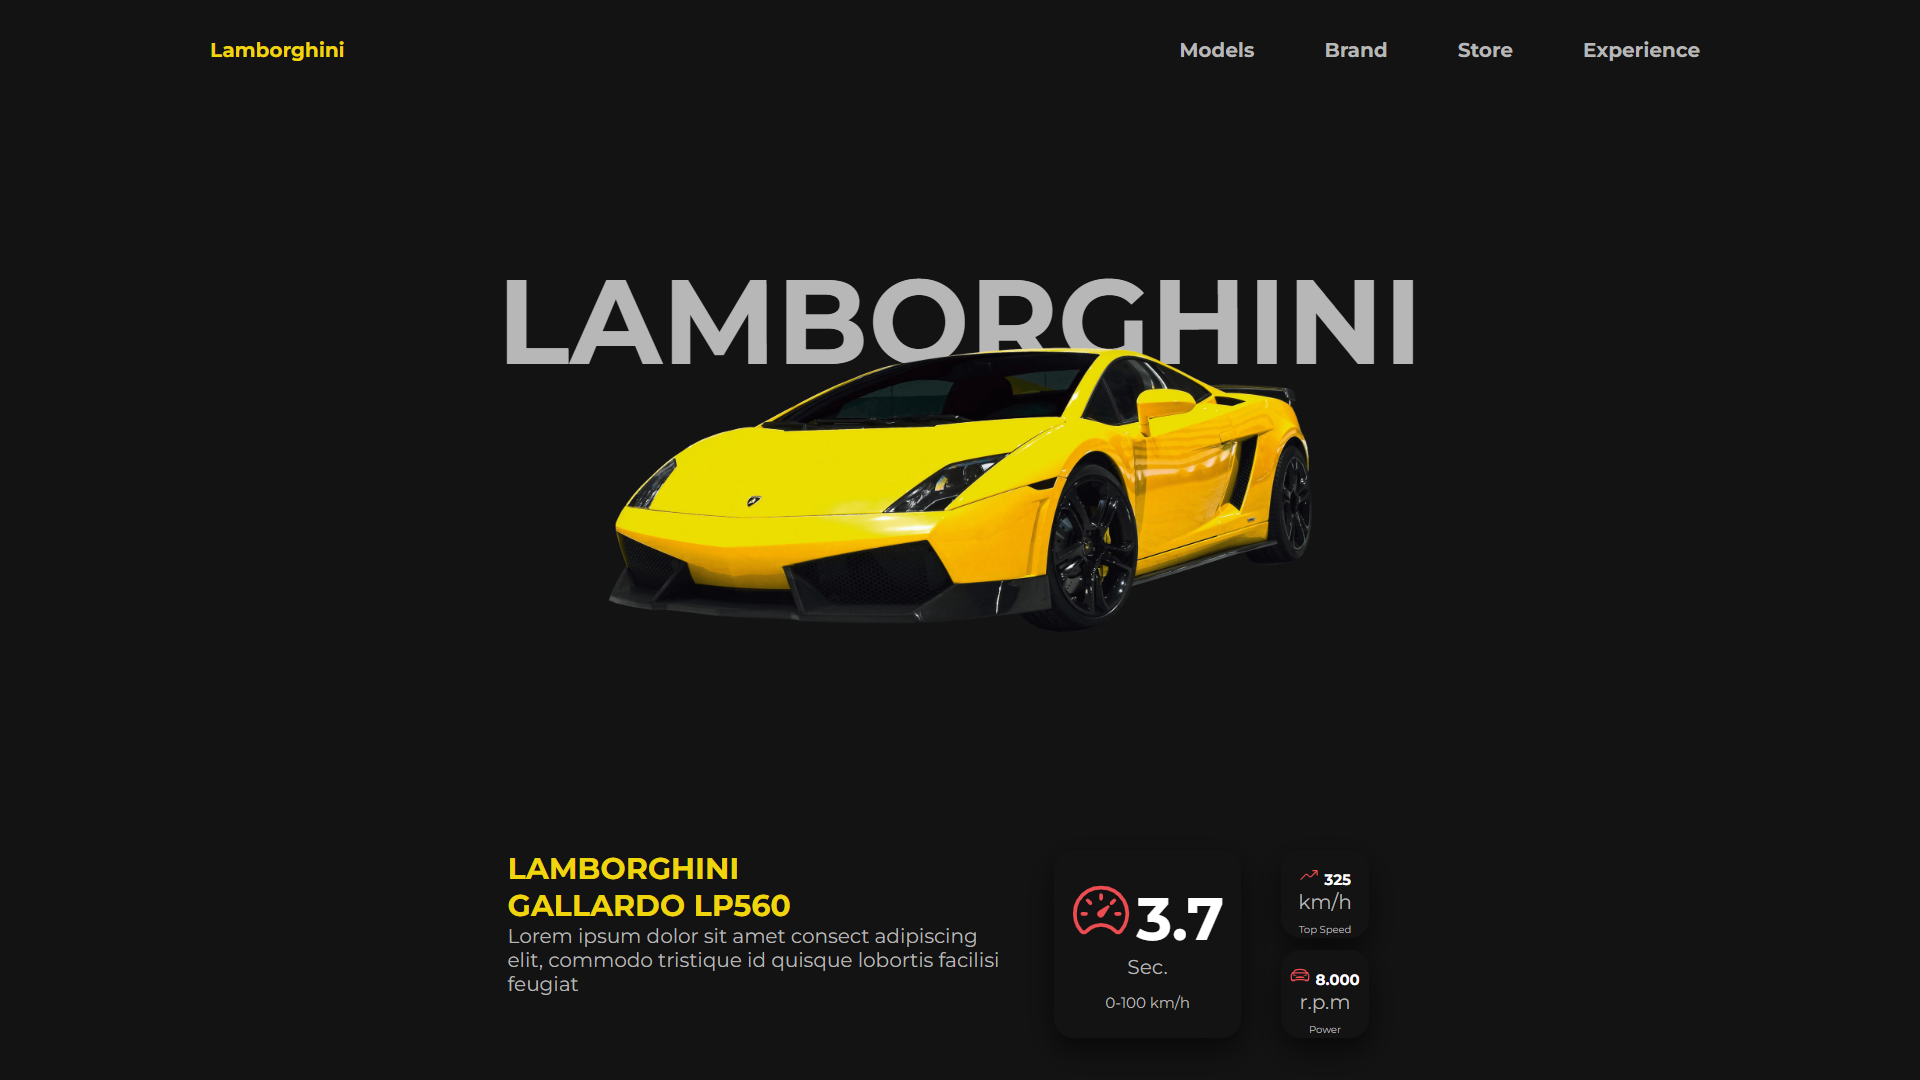 Lamborghini
Models
Brand
Store
Experience
LAMBORGHINI
LAMBORGHINI
GALLARDO LP560
Lorem ipsum dolor sit amet consect adipiscing
elit, commodo tristique id quisque lobortis facilisi
feugiat
3.7
Sec.
0-100 km/h
325
km/h
Top Speed
8.000
r.p.m
Power